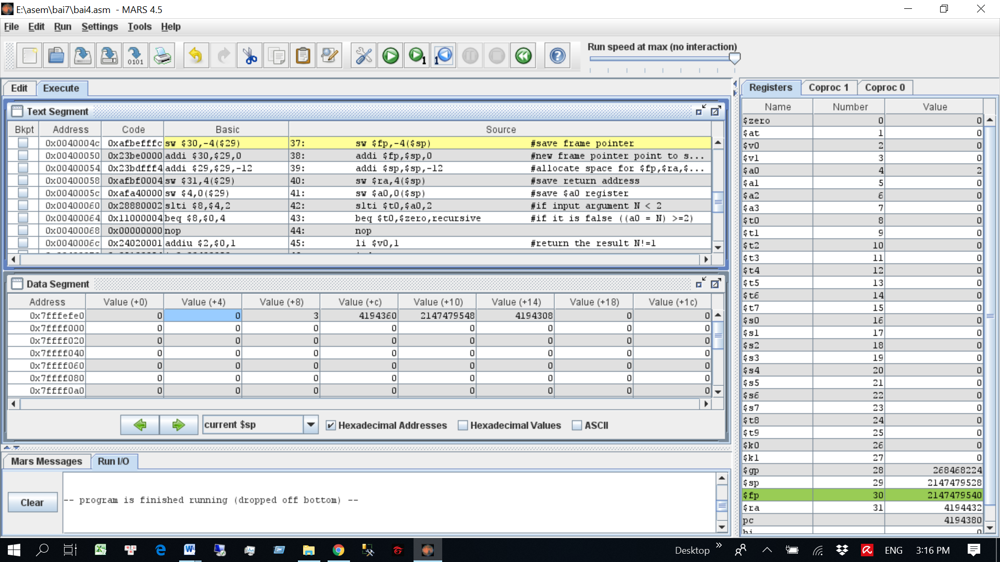 E:\asem\bai7\bai4.asm - MARS 4.5
File Edit Run Settings Tools Help
Run speed at max (no interaction)
0101
1
1
Edit Execute
Text Segment
Bkpt Address Code Basic Source
0x0040004c 0xafbefffc sw $30,-4($29) 37: sw $fp,-4($sp) #save frame pointer
0x00400050 0x23be0000 addi $30,$29,0 38: addi $fp,$sp,0 #new frame pointer point to s...
0x00400054 0x23bdfff4 addi $29,$29,-12 39: addi $sp,$sp,-12 #allocate space for $fp,$ra,$...
0x00400058 0xafbf0004 sw $31,4($29) 40: sw $ra,4($sp) #save return address
0x0040005c 0xafa40000 sw $4,0($29) 41: sw $a0,0($sp) #save $a0 register
0x00400060 0x28880002 slti $8,$4,2 42: slti $t0,$a0,2 #if input argument N < 2
0x00400064 0x11000004 beq $8,$0,4 43: beq $t0,$zero,recursive #if it is false ((a0 = N) >=2)
0x00400068 0x00000000 nop 44: nop
0x0040006c 0x24020001 addiu $2,$0,1 45: li $v0,1 #return the result N!=1
Data Segment
Address Value (+0) Value (+4) Value (+8) Value (+c) Value (+10) Value (+14) Value (+18) Value (+1c)
0x7fffefe0 0 0 3 4194360 2147479548 4194308 0 0
0x7ffff000 0 0 0 0 0 0 0 0
0x7ffff020 0 0 0 0 0 0 0 0
0x7ffff040 0 0 0 0 0 0 0 0
0x7ffff060 0 0 0 0 0 0 0 0
0x7ffff080 0 0 0 0 0 0 0 0
0x7ffff0a0 0 0 0 0 0 0 0 0
current $sp Hexadecimal Addresses Hexadecimal Values ASCII
Mars Messages Run I/O
Clear
-- program is finished running (dropped off bottom) --
Registers Coproc 1 Coproc 0
Name Number Value
$zero 0 0
$at 1 0
$v0 2 0
$v1 3 0
$a0 4 2
$a1 5 0
$a2 6 0
$a3 7 0
$t0 8 0
$t1 9 0
$t2 10 0
$t3 11 0
$t4 12 0
$t5 13 0
$t6 14 0
$t7 15 0
$s0 16 0
$s1 17 0
$s2 18 0
$s3 19 0
$s4 20 0
$s5 21 0
$s6 22 0
$s7 23 0
$t8 24 0
$t9 25 0
$k0 26 0
$k1 27 0
$gp 28 268468224
$sp 29 2147479528
$fp 30 2147479540
$ra 31 4194432
pc 4194380
hi 0
Desktop ENG 3:16 PM